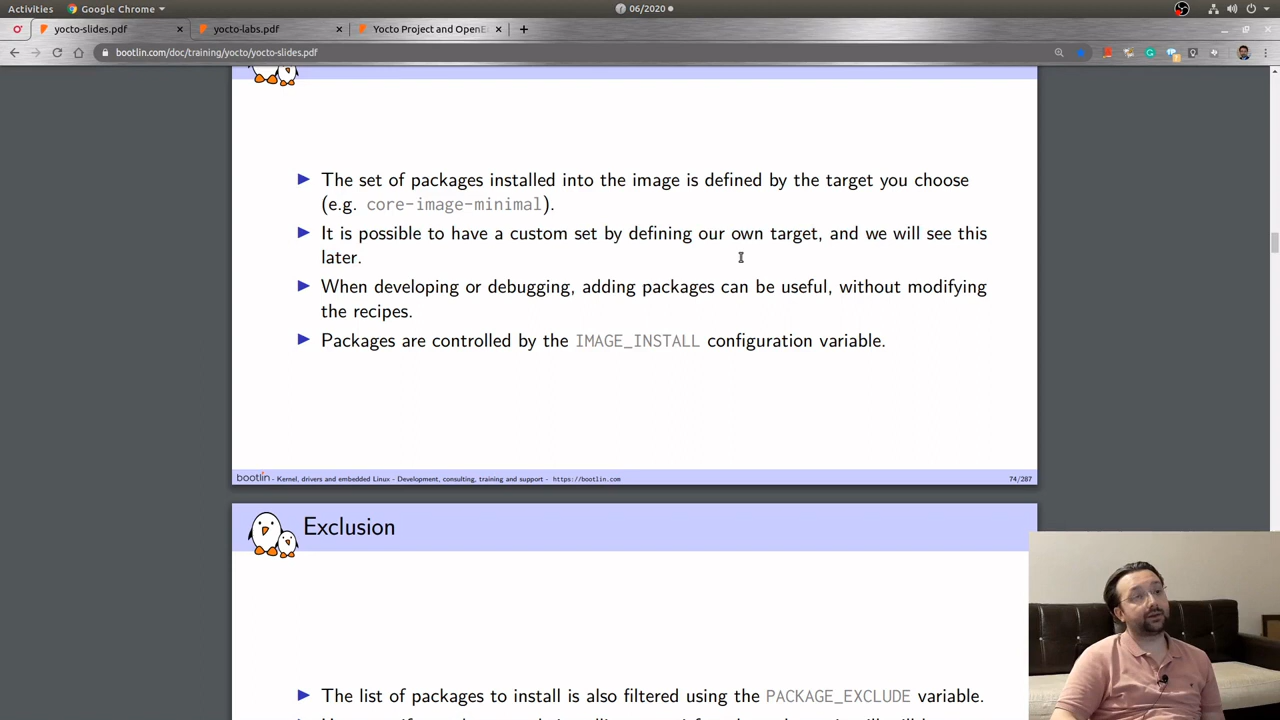 Activities
Google Chrome
06/2020
yocto-slides.pdf
yocto-labs.pdf
Yocto Project and OpenE
bootlin.com/doc/training/yocto/yocto-slides.pdf
The set of packages installed into the image is defined by the target you choose
(e.g. core-image-minimal).
It is possible to have a custom set by defining our own target, and we will see this
later.
When developing or debugging, adding packages can be useful, without modifying
the recipes.
Packages are controlled by the IMAGE_INSTALL configuration variable.
bootlin - Kernel, drivers and embedded Linux - Development, consulting, training and support - https://bootlin.com
74/287
Exclusion
The list of packages to install is also filtered using the PACKAGE_EXCLUDE variable.